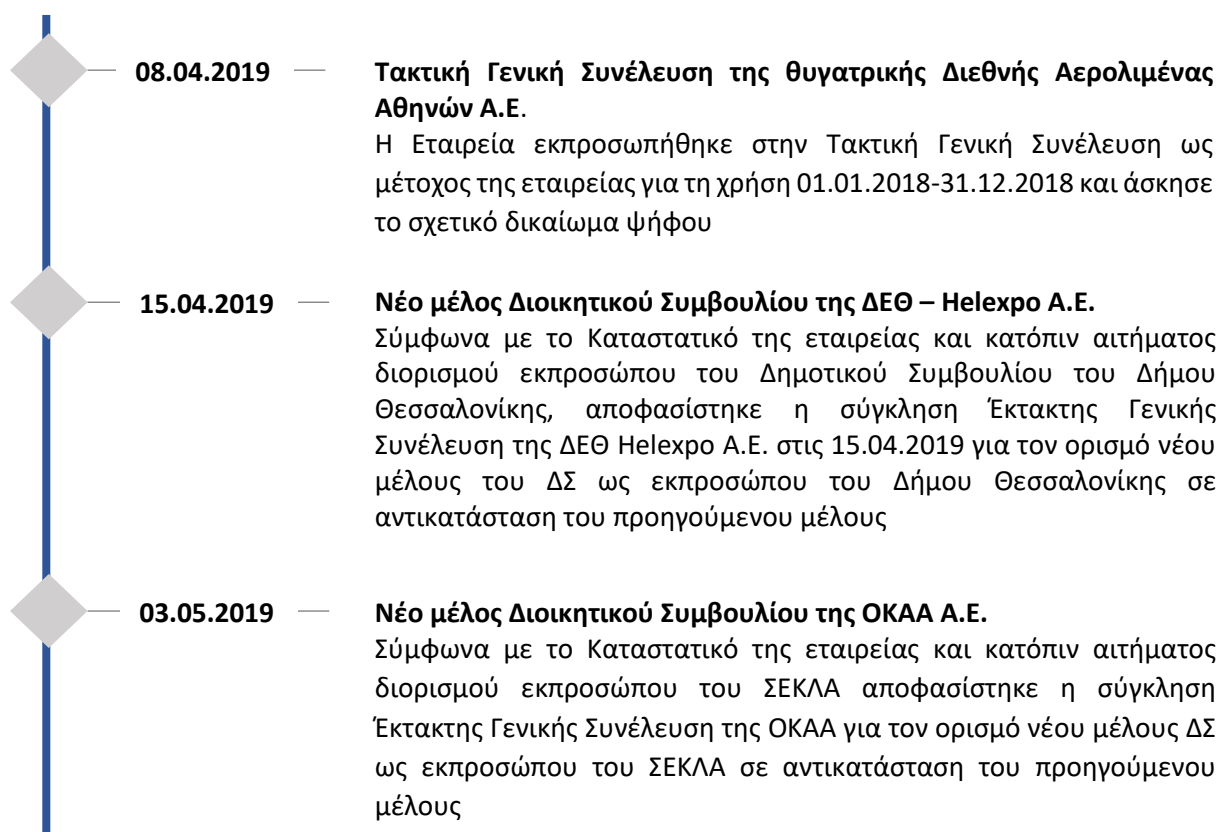 08.04.2019
Τακτική Γενική Συνέλευση της θυγατρικής Διεθνής Αερολιμένας
Αθηνών Α.Ε.
Η Εταιρεία εκπροσωπήθηκε στην Τακτική Γενική Συνέλευση ως
μέτοχος της εταιρείας για τη χρήση 01.01.2018-31.12.2018 και άσκησε
το σχετικό δικαίωμα ψήφου
15.04.2019
Νέο μέλος Διοικητικού Συμβουλίου της ΔΕΘ – Helexpo Α.Ε.
Σύμφωνα με το Καταστατικό της εταιρείας και κατόπιν αιτήματος
διορισμού εκπροσώπου του Δημοτικού Συμβουλίου του Δήμου
Θεσσαλονίκης, αποφασίστηκε η σύγκληση Έκτακτης Γενικής
Συνέλευση της ΔΕΘ Helexpo Α.Ε. στις 15.04.2019 για τον ορισμό νέου
μέλους του ΔΣ ως εκπροσώπου του Δήμου Θεσσαλονίκης σε
αντικατάσταση του προηγούμενου μέλους
03.05.2019
Νέο μέλος Διοικητικού Συμβουλίου της ΟΚΑΑ Α.Ε.
Σύμφωνα με το Καταστατικό της εταιρείας και κατόπιν αιτήματος
διορισμού εκπροσώπου του ΣΕΚΛΑ αποφασίστηκε η σύγκληση
Έκτακτης Γενικής Συνέλευση της ΟΚΑΑ για τον ορισμό νέου μέλους ΔΣ
ως εκπροσώπου του ΣΕΚΛΑ σε αντικατάσταση του προηγούμενου
μέλους